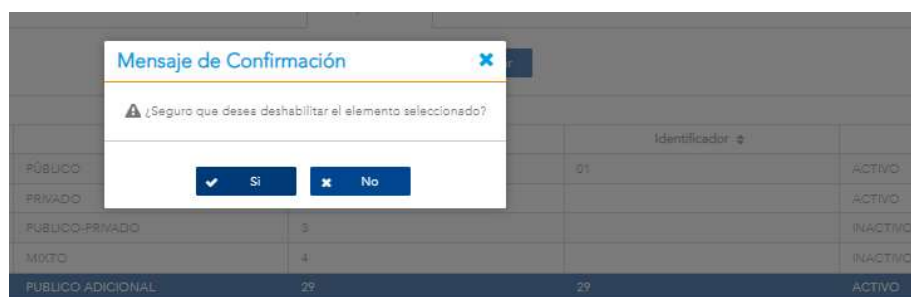 Mensaje de Confirmación
¿Seguro que desea deshabilitar el elemento seleccionado?
Si No
Identificador
PÚBLICO 01 ACTIVO
PRIVADO ACTIVO
PUBLICO-PRIVADO 3 INACTIVO
MIXTO 4 INACTIVO
PUBLICO ADICIONAL 29 29 ACTIVO